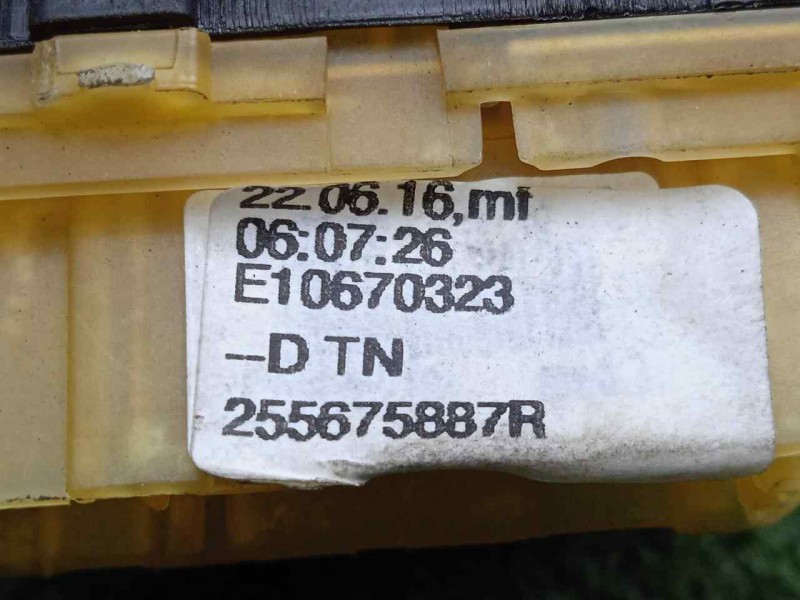 22.06.16,mi
06:07:26
E10670323
–D TN
255675887R